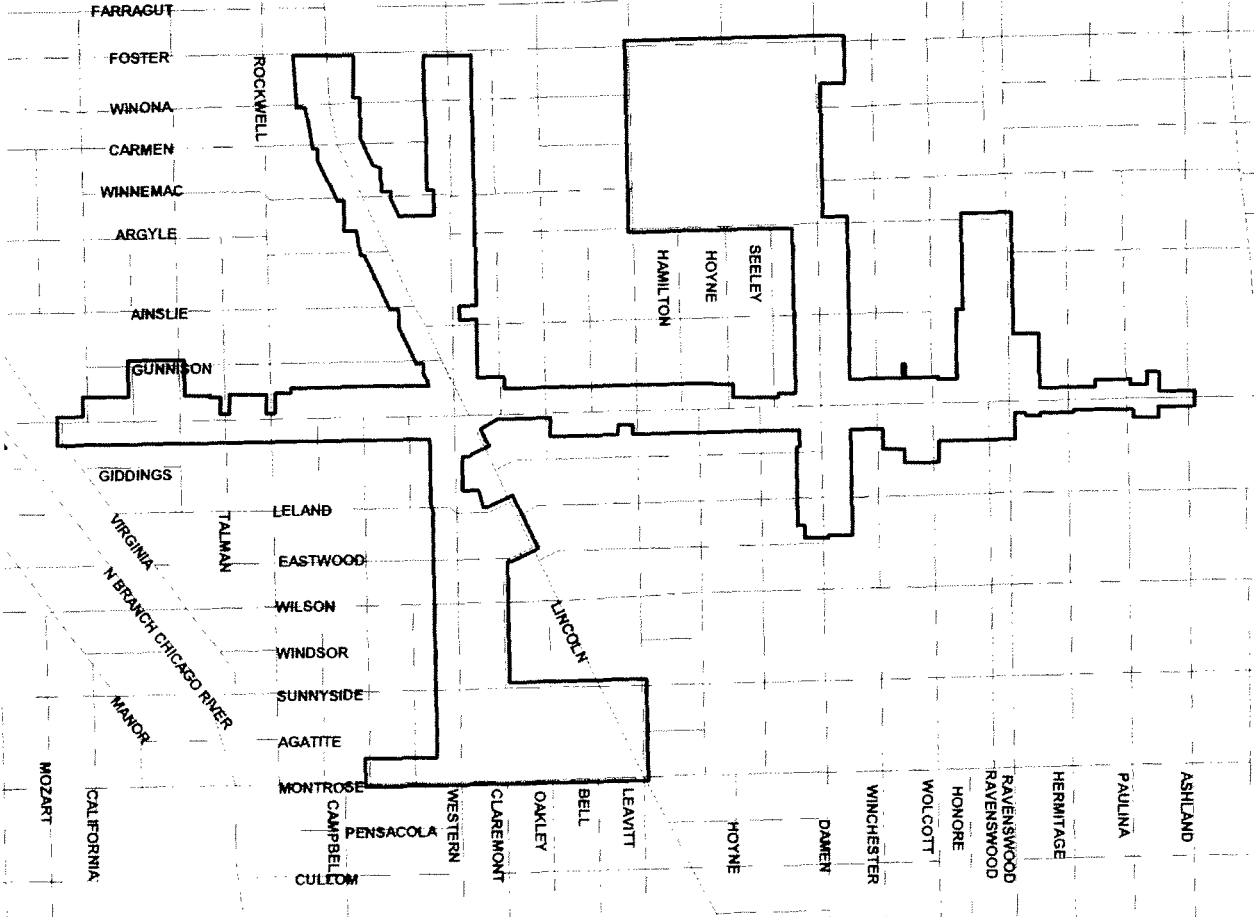 FARRAGUT
FOSTER
ROCKWELL
WINONA
CARMEN
WINNEMAC
ARGYLE
HAMILTON
HOYNE
SEELEY
AINSLIE
GUNNISON
GIDDINGS
VIRGINIA
TALMAN
LELAND
EASTWOOD
N BRANCH CHICAGO RIVER
WILSON
LINCOLN
WINDSOR
SUNNYSIDE
MANOR
AGATITE
MONTROSE
MOZART
CALIFORNIA
CAMPBELL
PENSACOLA
CULLOM
WESTERN
CLAREMONT
OAKLEY
BELL
LEAVITT
HOYNE
DAMEN
WINCHESTER
WOLCOTT
HONORE
RAVENSWOOD
RAVENSWOOD
HERMITAGE
PAULINA
ASHLAND